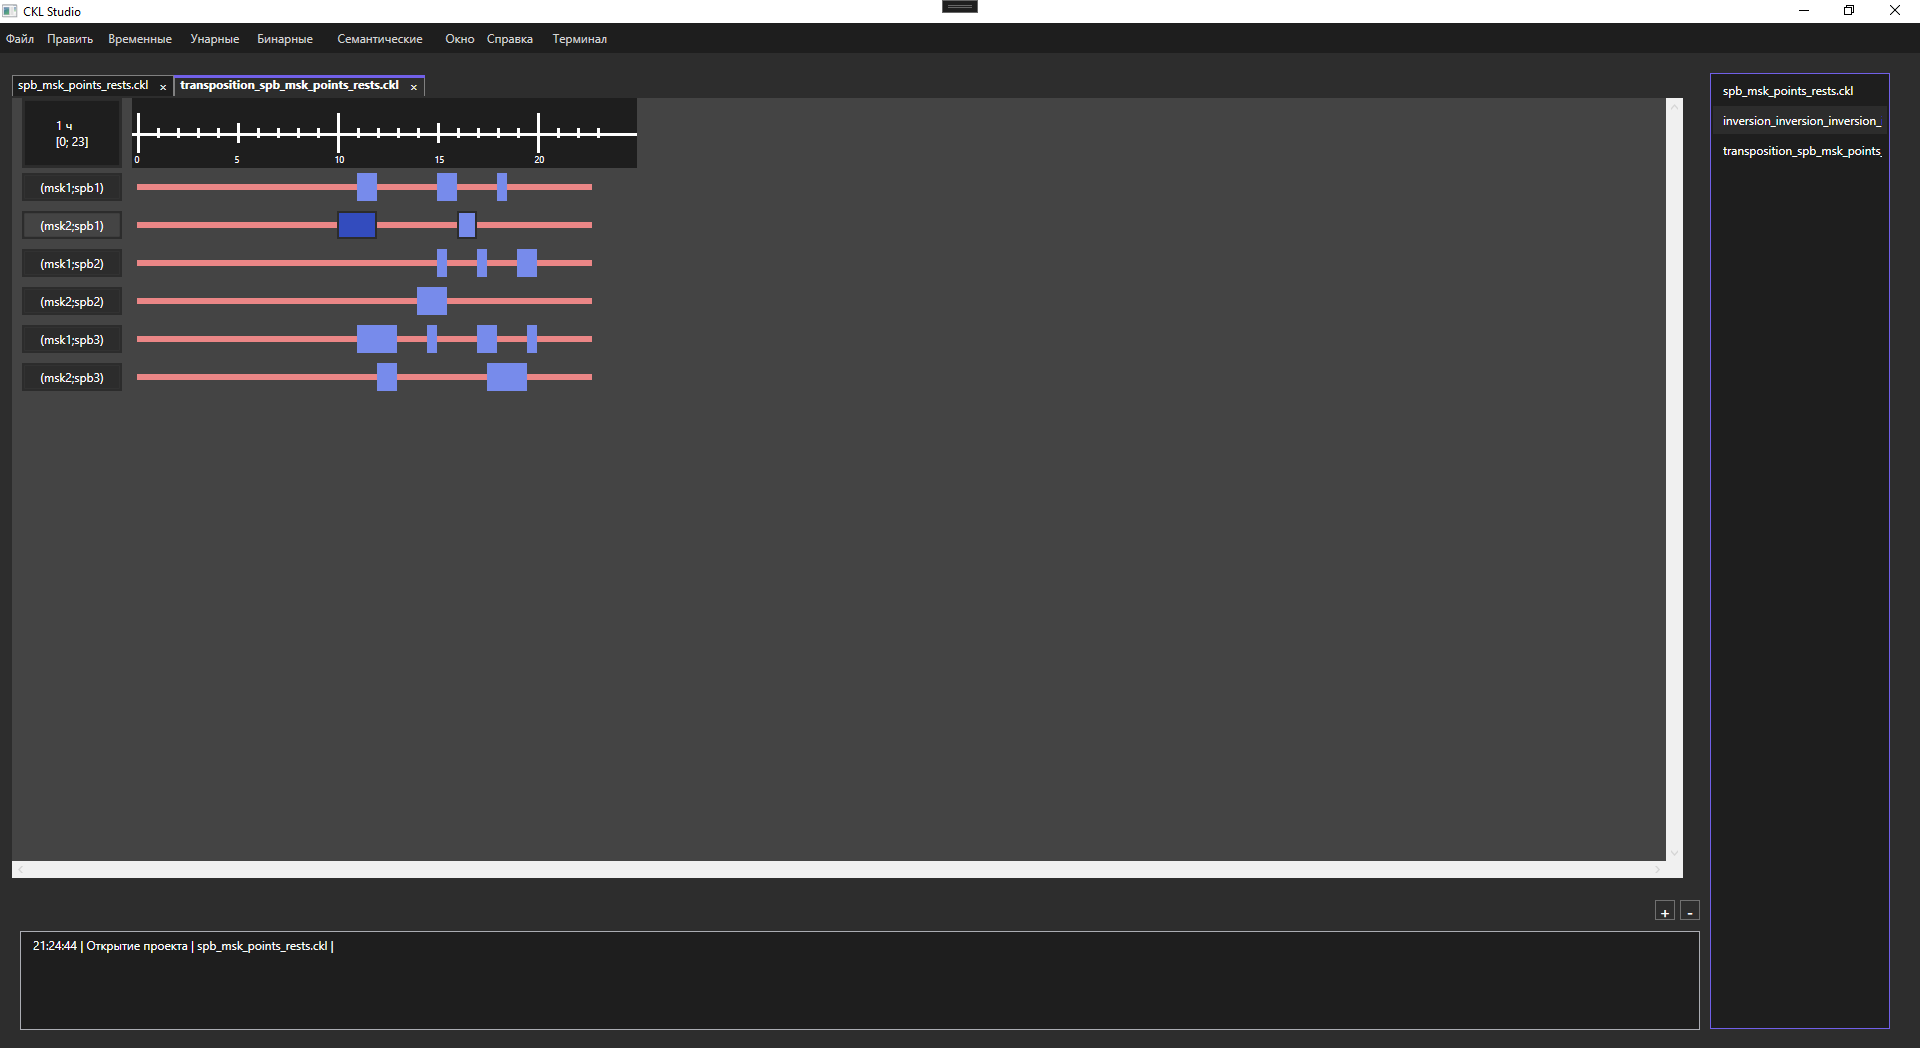 CKL Studio
Файл Править Временные Унарные Бинарные Семантические Окно Справка Терминал
spb_msk_points_rests.ckl × transposition_spb_msk_points_rests.ckl ×
1 ч
[0; 23]
0 5 10 15 20
(msk1;spb1)
(msk2;spb1)
(msk1;spb2)
(msk2;spb2)
(msk1;spb3)
(msk2;spb3)
spb_msk_points_rests.ckl
inversion_inversion_inversion_
transposition_spb_msk_points_
+ -
21:24:44 | Открытие проекта | spb_msk_points_rests.ckl |